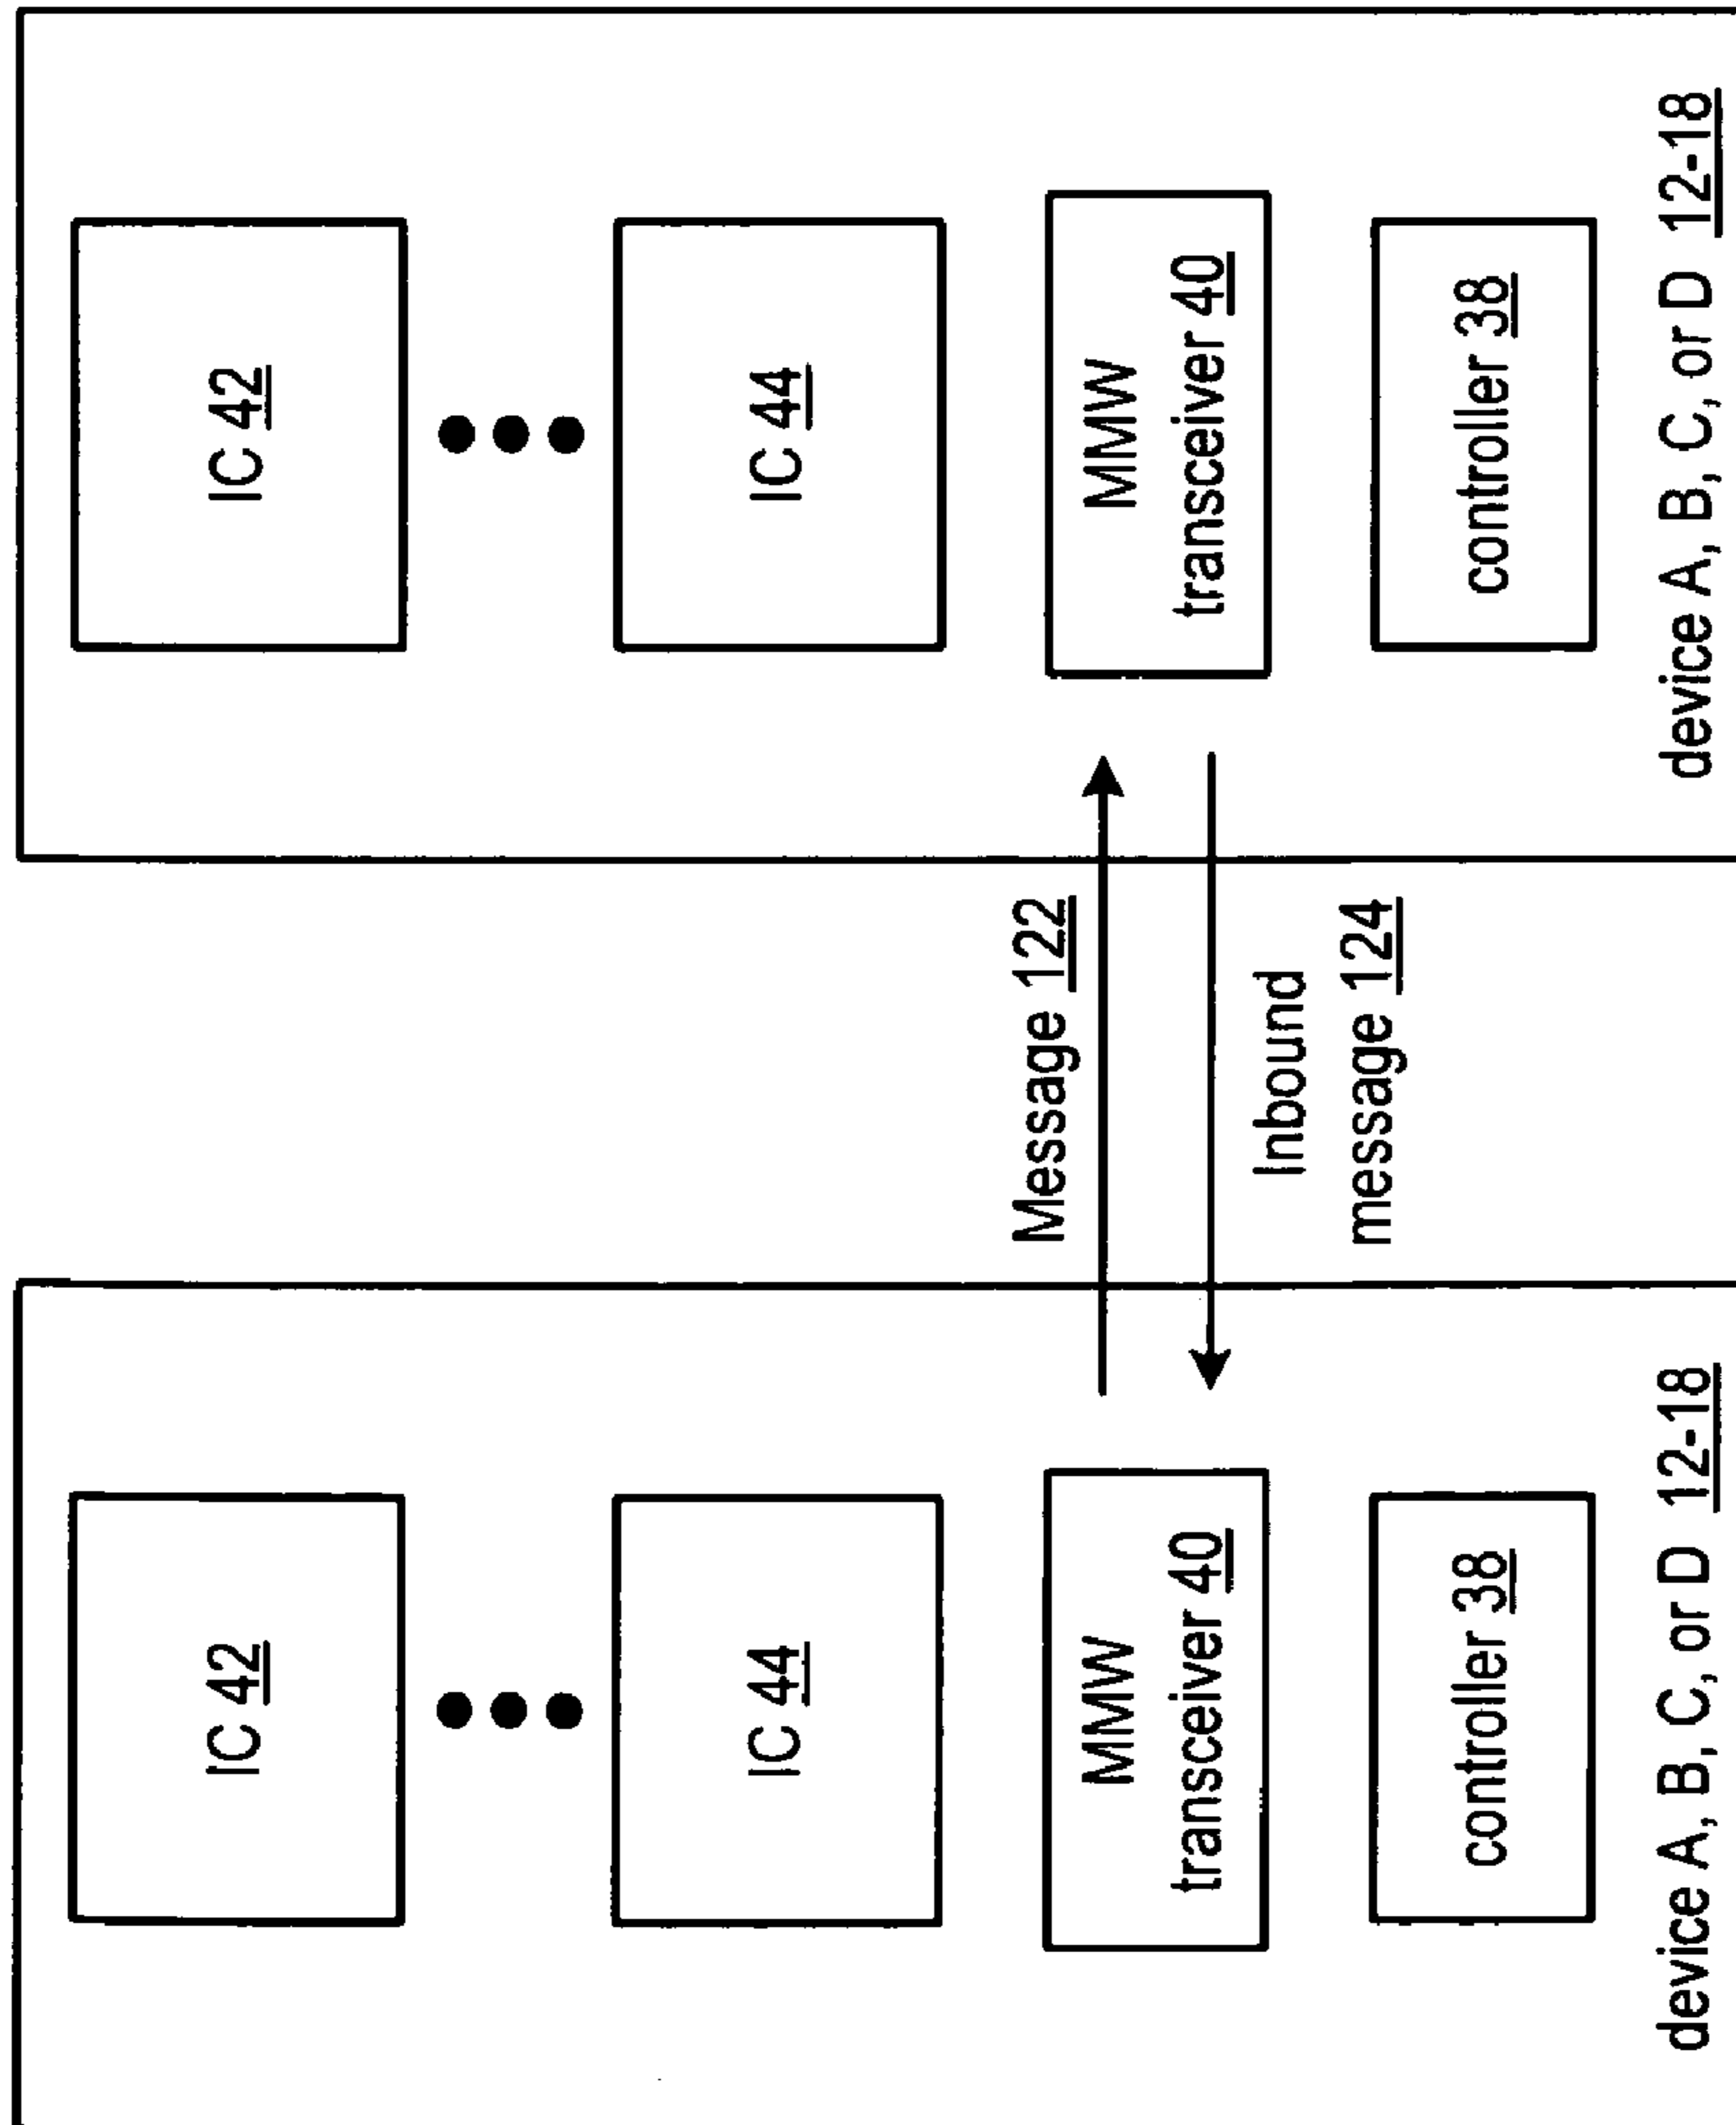 IC 42
IC 44
MMW
transceiver 40
controller 38
device A, B, C, or D 12-18
Message 122
Inbound
message 124
IC 42
IC 44
MMW
transceiver 40
controller 38
device A, B, C, or D 12-18